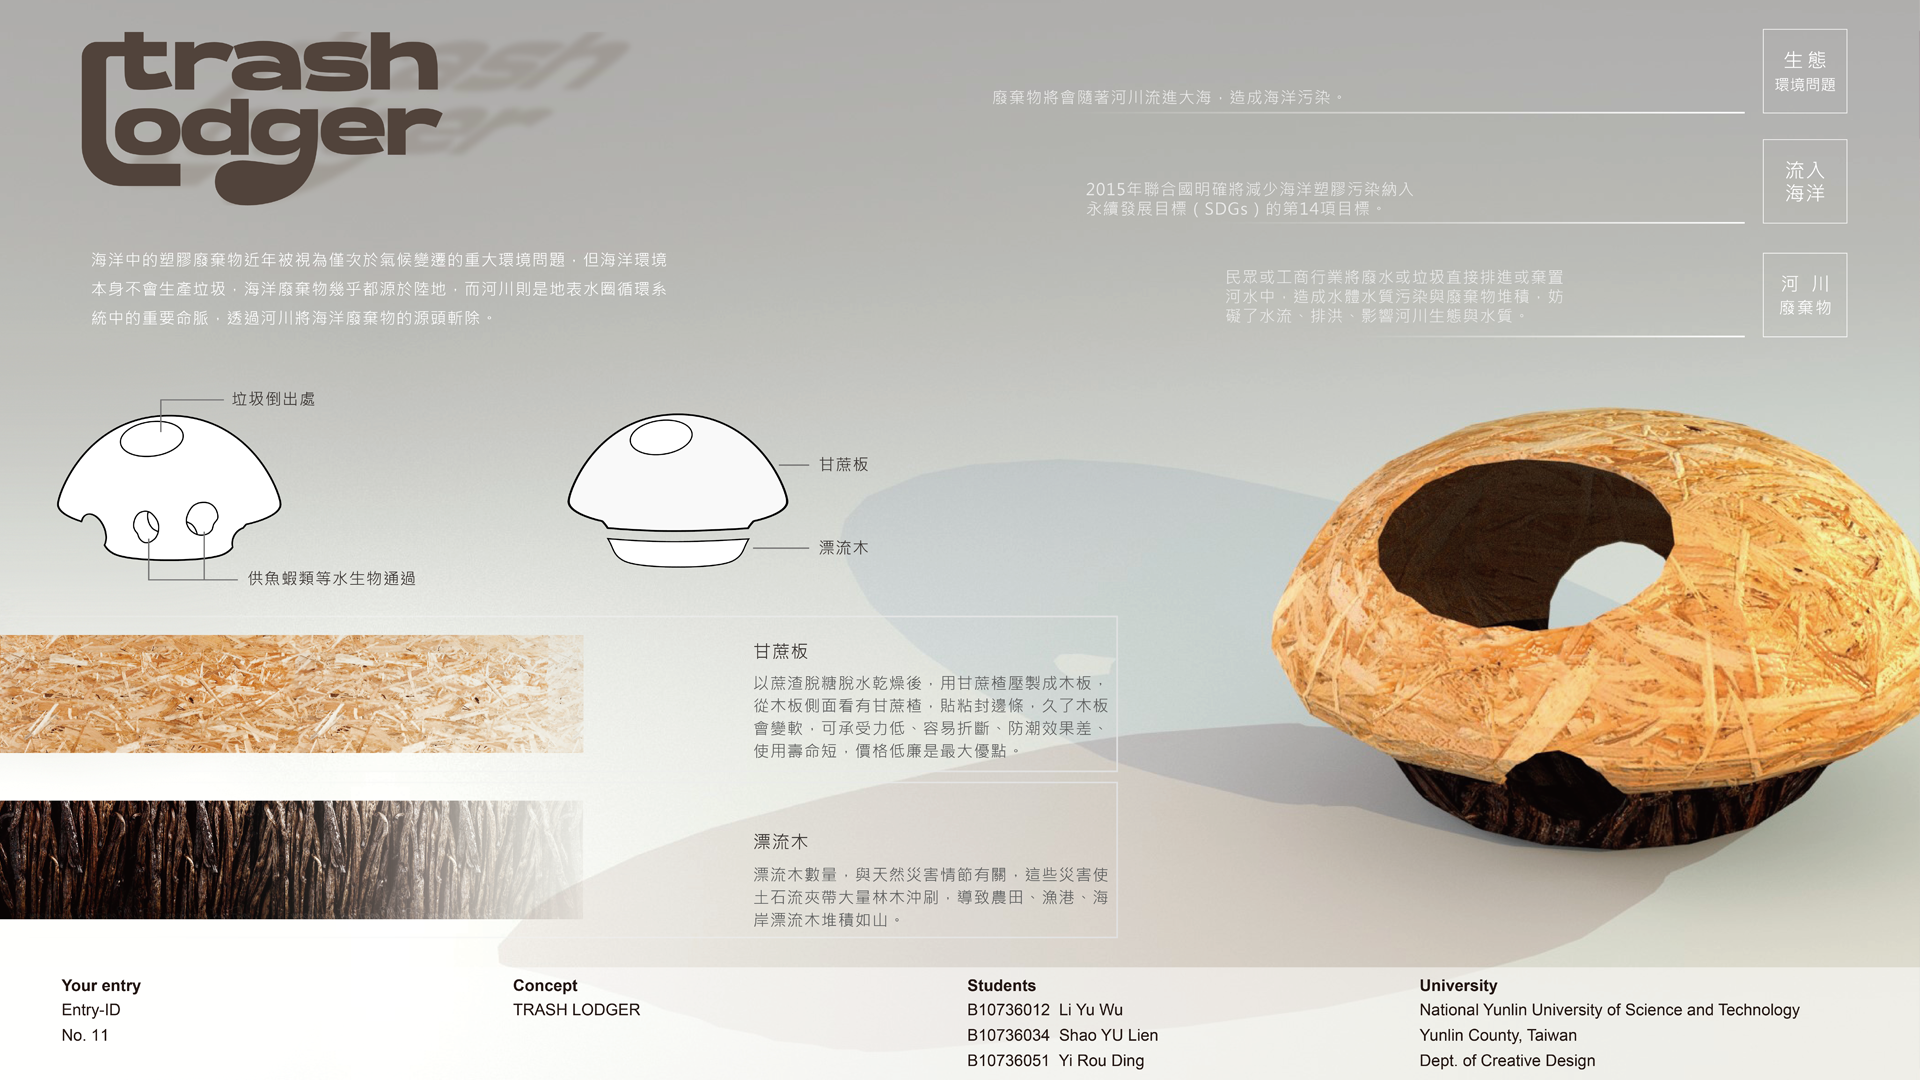 trash
Lodger
廢棄物將會隨著河川流進大海，造成海洋污染。
生態
環境問題
2015年聯合國明確將減少海洋塑膠污染納入
永續發展目標（SDGs）的第14項目標。
流入
海洋
民眾或工商行業將廢水或垃圾直接排進或棄置
河水中，造成水體水質污染與廢棄物堆積，妨
礙了水流、排洪、影響河川生態與水質。
河 川
廢棄物
海洋中的塑膠廢棄物近年被視為僅次於氣候變遷的重大環境問題，但海洋環境
本身不會生產垃圾，海洋廢棄物幾乎都源於陸地，而河川則是地表水圈循環系
統中的重要命脈，透過河川將海洋廢棄物的源頭斬除。
垃圾倒出處
供魚蝦類等水生物通過
甘蔗板
漂流木
甘蔗板
以蔗渣脫糖脫水乾燥後，用甘蔗楂壓製成木板，
從木板側面看有甘蔗楂，貼粘封邊條，久了木板
會變軟，可承受力低、容易折斷、防潮效果差、
使用壽命短，價格低廉是最大優點。
漂流木
漂流木數量，與天然災害情節有關，這些災害使
土石流夾帶大量林木沖刷，導致農田、漁港、海
岸漂流木堆積如山。
Your entry
Entry-ID
No. 11
Concept
TRASH LODGER
Students
B10736012 Li Yu Wu
B10736034 Shao YU Lien
B10736051 Yi Rou Ding
University
National Yunlin University of Science and Technology
Yunlin County, Taiwan
Dept. of Creative Design